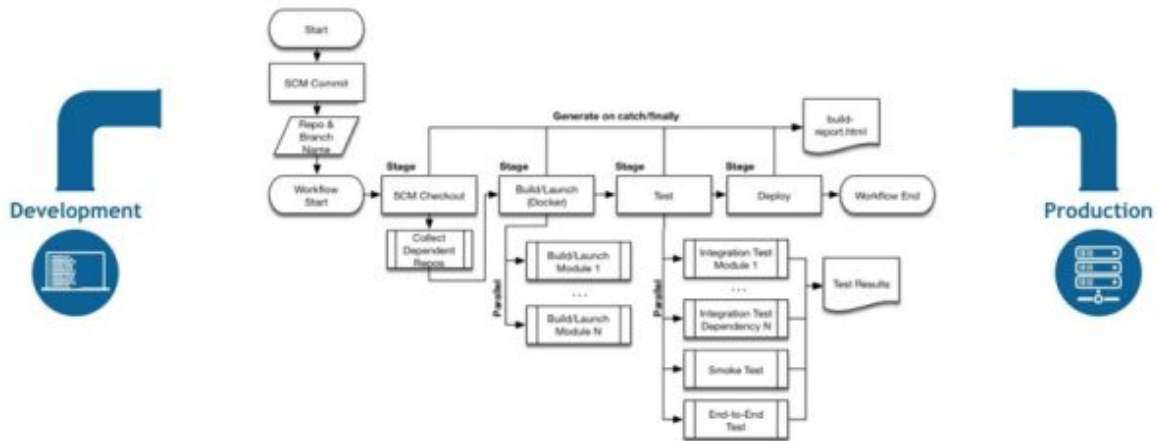 Start
SCM Commit
Repo &
Branch
Name
Generate on catch/finally
build-
report.html
Workflow
Start
Stage
SCM Checkout
Stage
Build/Launch
(Docker)
Stage
Test
Stage
Deploy
Workflow End
Development
Production
Collect
Dependent
Repos
Parallel
Build/Launch
Module 1
...
Build/Launch
Module N
Parallel
Integration Test
Module 1
...
Integration Test
Dependency N
Smoke Test
End-to-End
Test
Test Results